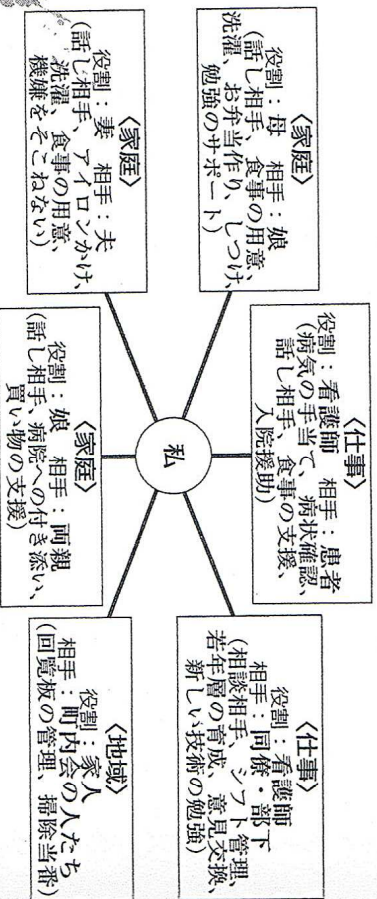 〈家庭〉
役割：母　相手：娘
(話し相手、食事の用意、
洗濯、お弁当作り、しつけ、
勉強のサポート)
〈仕事〉
役割：看護師　相手：患者
(病気の手当て、病状確認、
話し相手、食事の支援、
入院援助)
〈仕事〉
役割：看護師
相手：同僚・部下
(相談相手、シフト管理、
若年層の育成、意見交換、
新しい技術の勉強)
私
〈家庭〉
役割：妻　相手：夫
(話し相手、アイロンかけ、
洗濯、食事の用意、
機嫌をそこねない)
〈家庭〉
役割：娘　相手：両親
(話し相手、病院への付き添い、
買い物の支援)
〈地域〉
役割：家人
相手：町内会の人たち
(回覧板の管理、掃除当番)